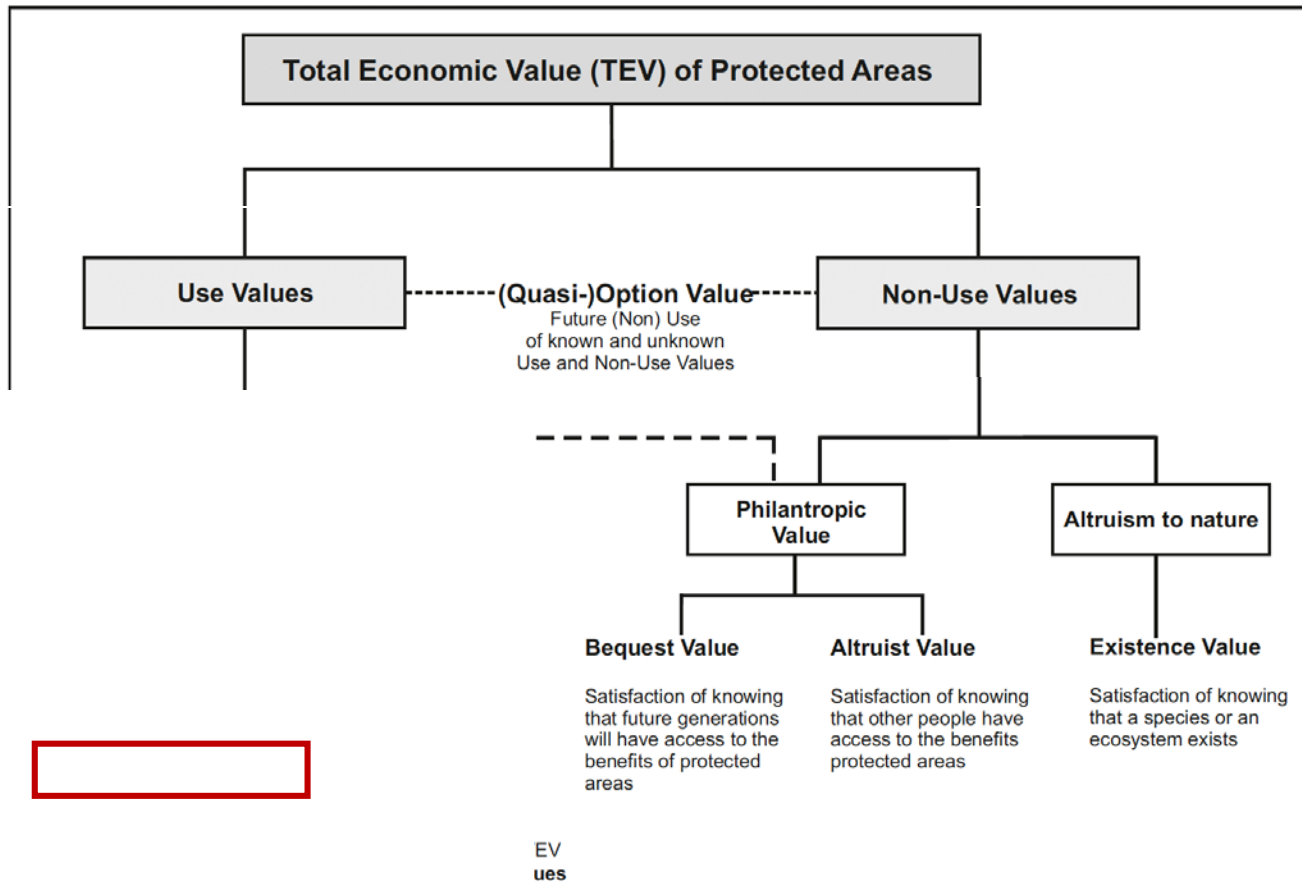 Total Economic Value (TEV) of Protected Areas
Use Values
(Quasi-)Option Value
Future (Non) Use
of known and unknown
Use and Non-Use Values
Non-Use Values
Philantropic
Value
Altruism to nature
Bequest Value
Satisfaction of knowing
that future generations
will have access to the
benefits of protected
areas
Altruist Value
Satisfaction of knowing
that other people have
access to the benefits
protected areas
Existence Value
Satisfaction of knowing
that a species or an
ecosystem exists
EV
ues